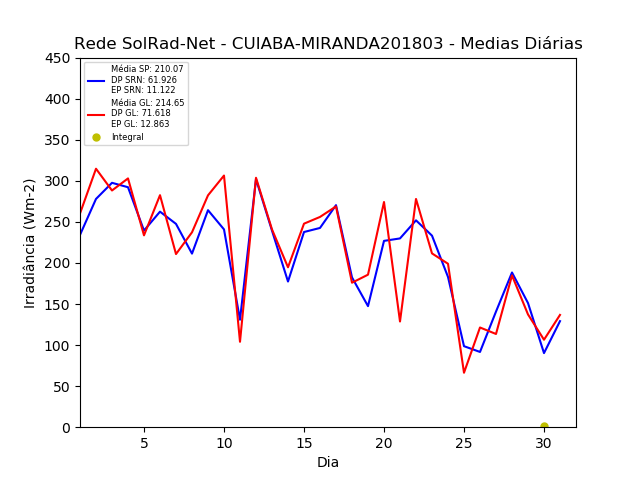 Rede SolRad-Net - CUIABA-MIRANDA201803 - Medias Diárias
450
400
350
300
250
200
150
100
50
0
Irradiância (Wm-2)
Média SP: 210.07
DP SRN: 61.926
EP SRN: 11.122
Média GL: 214.65
DP GL: 71.618
EP GL: 12.863
Integral
5
10
15
20
25
30
Dia